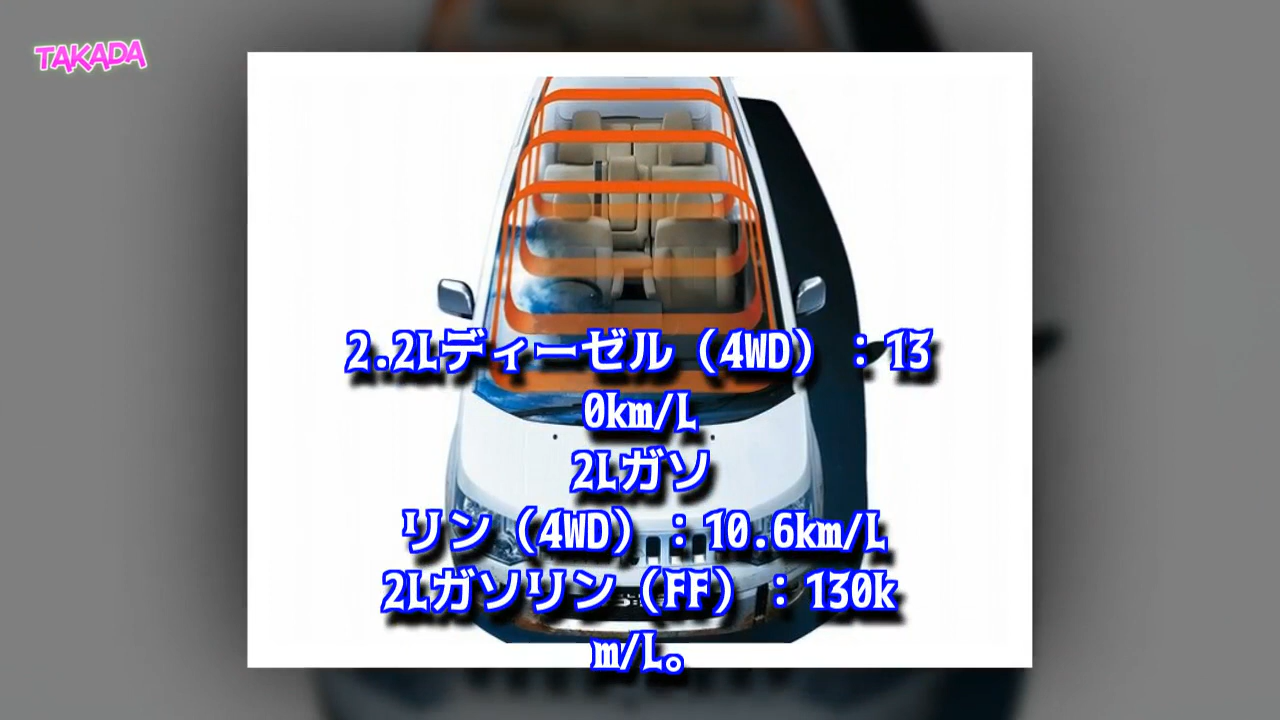 TAKADA
2.2Lディーゼル（4WD）：13
0km/L
2Lガソ
リン（4WD）：10.6km/L
2Lガソリン（FF）：130k
m/L。